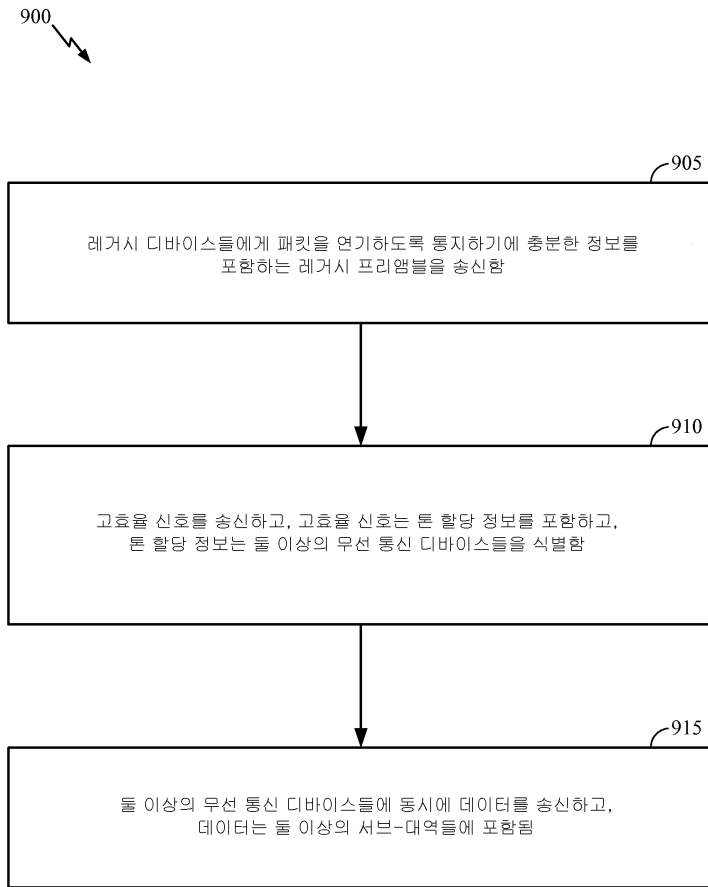 900
905
레거시 디바이스들에게 패킷을 연기하도록 통지하기에 충분한 정보를
포함하는 레거시 프리앰블을 송신함
910
고효율 신호를 송신하고, 고효율 신호는 톤 할당 정보를 포함하고,
톤 할당 정보는 둘 이상의 무선 통신 디바이스들을 식별함
915
둘 이상의 무선 통신 디바이스들에 동시에 데이터를 송신하고,
데이터는 둘 이상의 서브-대역들에 포함됨